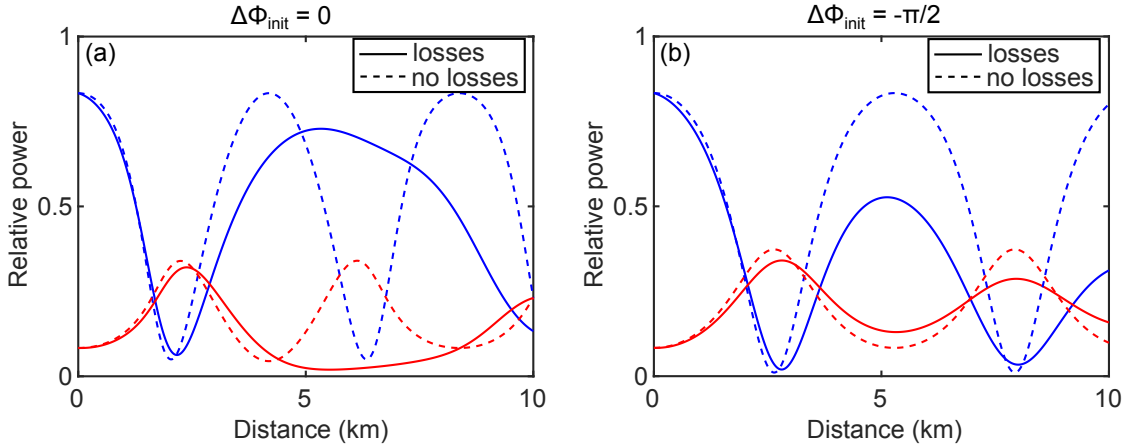 ΔΦinit = 0
(a)
losses
no losses
1
0.5
0
Relative power
0 5 10
Distance (km)
ΔΦinit = -π/2
(b)
losses
no losses
1
0.5
0
Relative power
0 5 10
Distance (km)